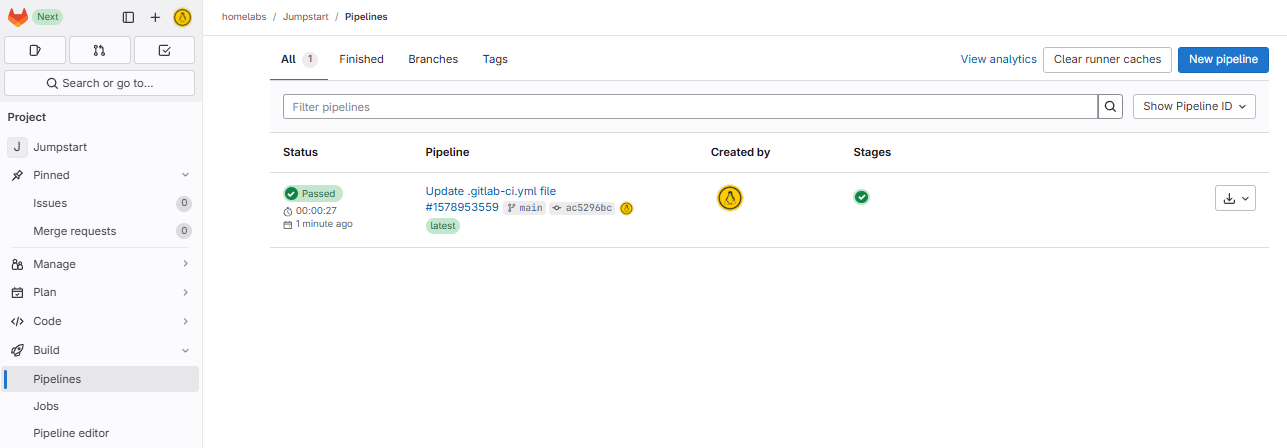 Next
homelabs / Jumpstart / Pipelines
Search or go to...
Project
J Jumpstart
Pinned
Issues 0
Merge requests 0
Manage
Plan
Code
Build
Pipelines
Jobs
Pipeline editor
All 1 Finished Branches Tags View analytics Clear runner caches New pipeline
Filter pipelines Show Pipeline ID
Status Pipeline Created by Stages
Passed
00:00:27
1 minute ago
Update .gitlab-ci.yml file
#1578953559 main ac5296bc
latest